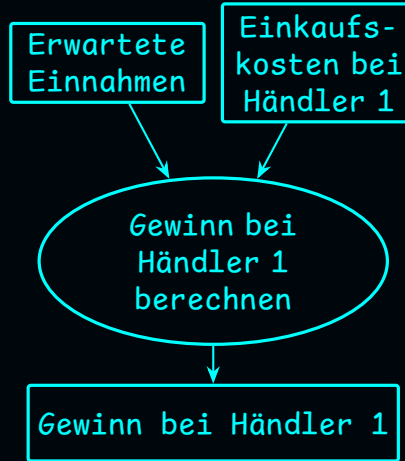 Erwartete
Einnahmen
Einkaufs-
kosten bei
Händler 1
Gewinn bei
Händler 1
berechnen
Gewinn bei Händler 1